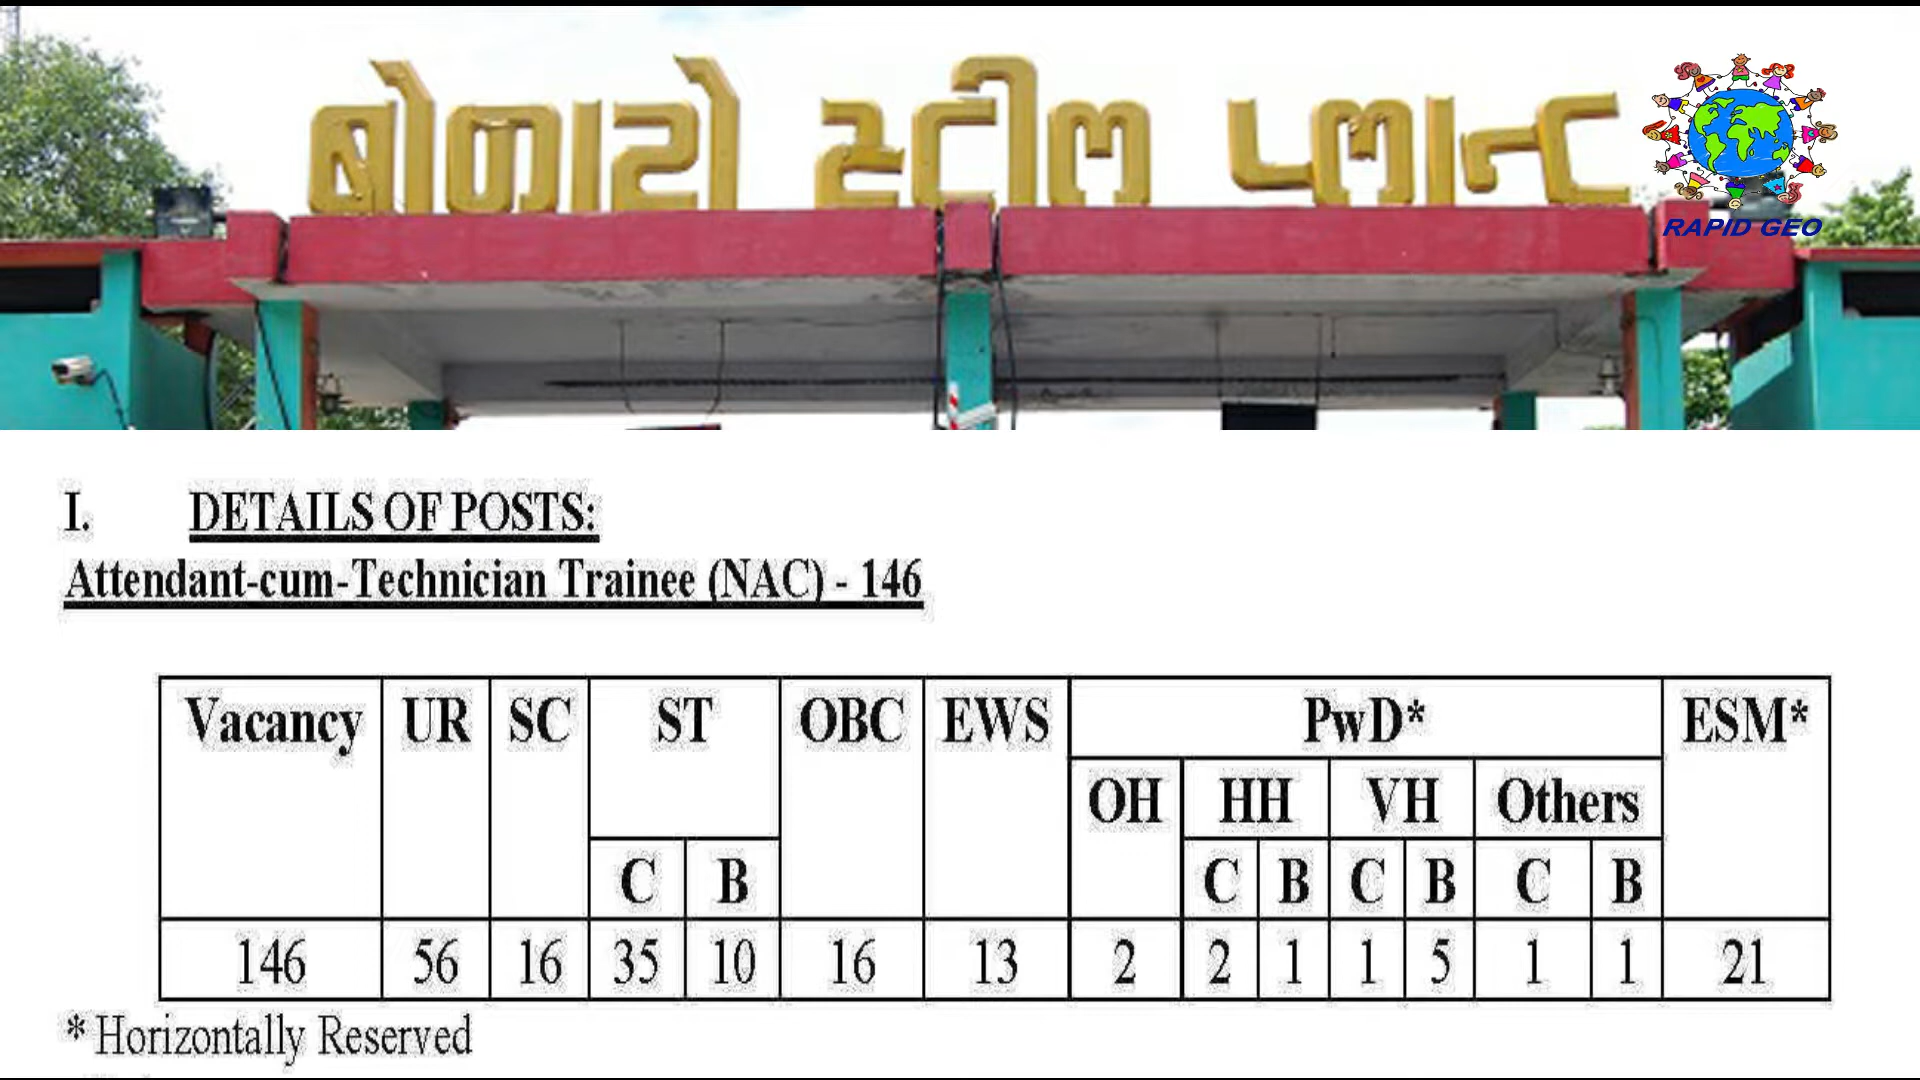 बोकारो स्टील प्लान्ट
RAPID GEO
I. DETAILS OF POSTS:
Attendant-cum-Technician Trainee (NAC) - 146
Vacancy UR SC ST OBC EWS PwD* ESM*
OH HH VH Others
C B C B C B C B
146 56 16 35 10 16 13 2 2 1 1 5 1 1 21
* Horizontally Reserved